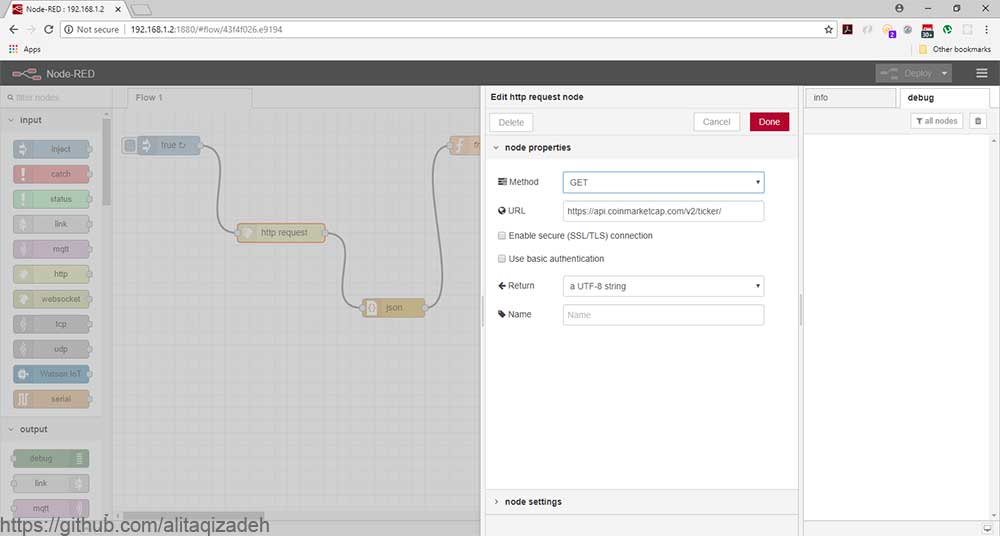 Node-RED : 192.168.1.2
Not secure 192.168.1.2:1880/#flow/43f4f026.e9194
2
30+
Apps
Other bookmarks
Node-RED
Deploy
filter nodes
Flow 1
Edit http request node
info
debug
input
Delete
Cancel
Done
all nodes
inject
true ↻
node properties
catch
Method
GET
status
URL
https://api.coinmarketcap.com/v2/ticker/
link
http request
Enable secure (SSL/TLS) connection
mqtt
Use basic authentication
http
Return
a UTF-8 string
websocket
json
Name
Name
tcp
udp
Watson IoT
serial
output
debug
link
node settings
mqtt
https://github.com/alitaqizadeh